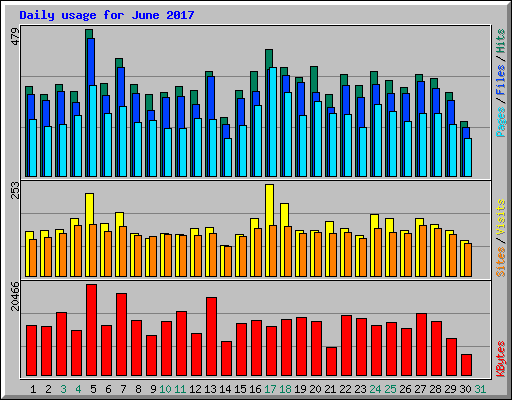 Daily usage for June 2017
479
Pages / Files / Hits
253
Sites / Visits
20466
KBytes
1 2 3 4 5 6 7 8 9 10 11 12 13 14 15 16 17 18 19 20 21 22 23 24 25 26 27 28 29 30 31